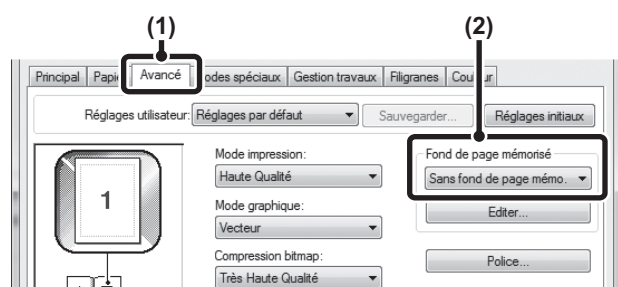 (1) (2)
Principal Papi Avancé odes spéciaux Gestion travaux Filigranes Cou ur
Réglages utilisateur: Réglages par défaut Sauvegarder... Réglages initiaux
Mode impression: Fond de page mémorisé
Haute Qualité Sans fond de page mémo.
1
Mode graphique: Editer...
Vecteur
Compression bitmap: Police...
Très Haute Qualité